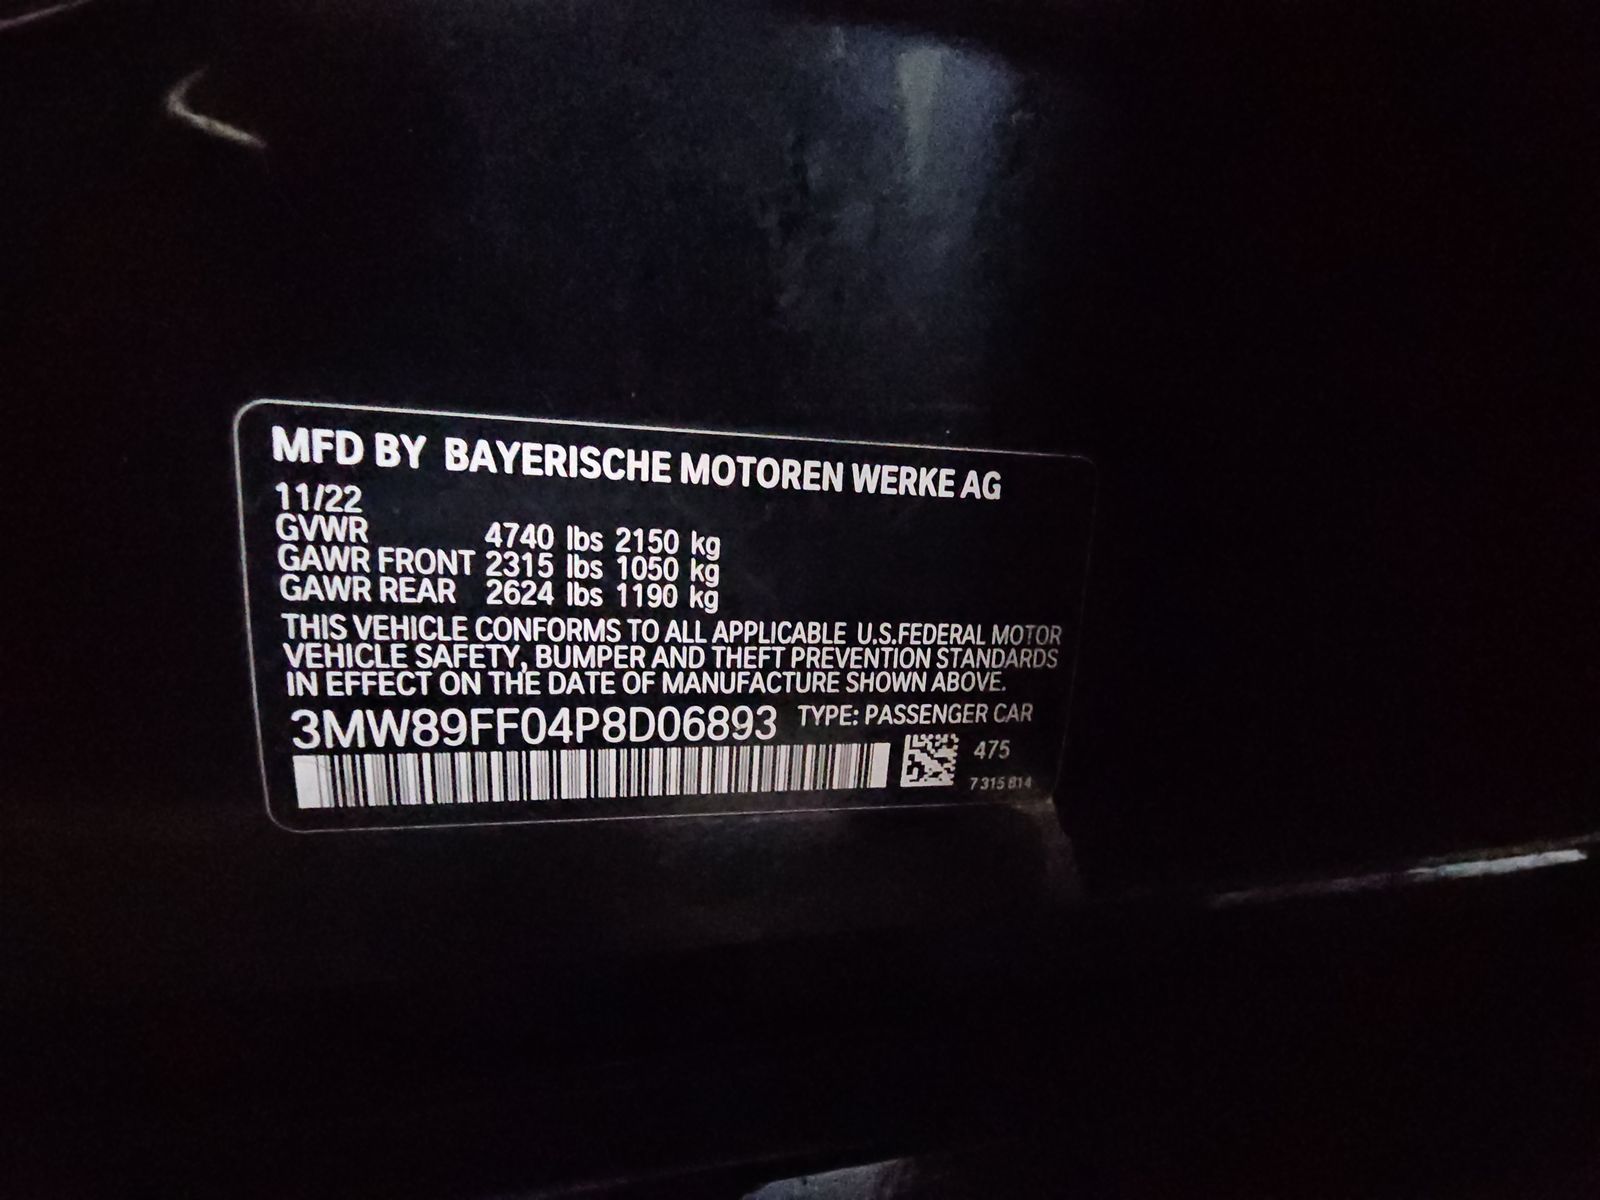 MFD BY BAYERISCHE MOTOREN WERKE AG
11/22
GVWR 4740 lbs 2150 kg
GAWR FRONT 2315 lbs 1050 kg
GAWR REAR 2624 lbs 1190 kg
THIS VEHICLE CONFORMS TO ALL APPLICABLE U.S.FEDERAL MOTOR
VEHICLE SAFETY, BUMPER AND THEFT PREVENTION STANDARDS
IN EFFECT ON THE DATE OF MANUFACTURE SHOWN ABOVE.
3MW89FF04P8D06893 TYPE: PASSENGER CAR
475
7 315 814